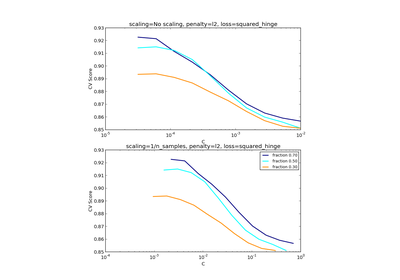 scaling=No scaling, penalty=l2, loss=squared_hinge
0.93
0.92
0.91
0.90
0.89
0.88
0.87
0.86
0.85
CV Score
10⁻⁵ 10⁻⁴ 10⁻³ 10⁻²
C
scaling=1/n_samples, penalty=l2, loss=squared_hinge
0.93
0.92
0.91
0.90
0.89
0.88
0.87
0.86
0.85
CV Score
fraction 0.70
fraction 0.50
fraction 0.30
10⁻⁴ 10⁻³ 10⁻² 10⁻¹ 10⁰
C